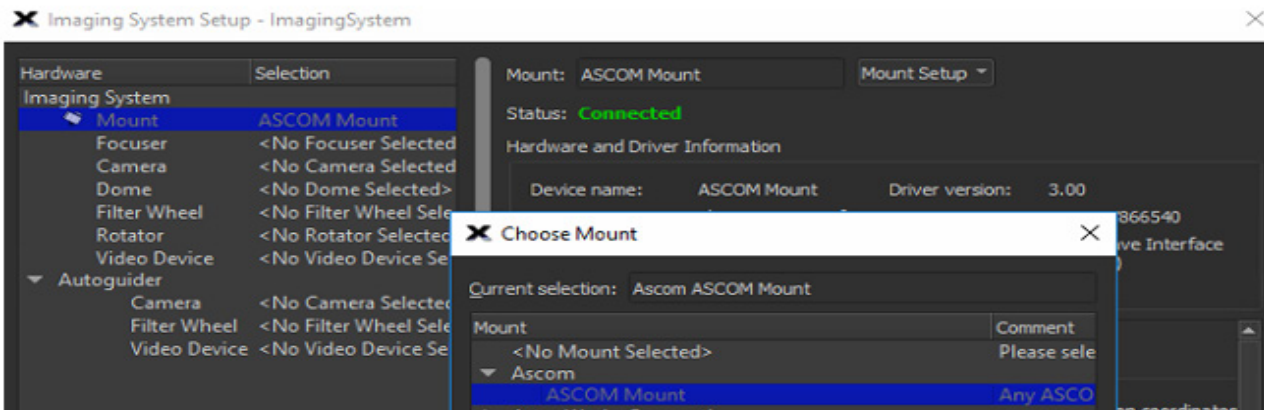 Imaging System Setup - ImagingSystem
Hardware Selection
Imaging System
Mount ASCOM Mount
Focuser <No Focuser Selected
Camera <No Camera Selected
Dome <No Dome Selected>
Filter Wheel <No Filter Wheel Sele
Rotator <No Rotator Selected
Video Device <No Video Device Se
Autoguider
Camera <No Camera Selected
Filter Wheel <No Filter Wheel Sele
Video Device <No Video Device Se
Mount: ASCOM Mount Mount Setup
Status: Connected
Hardware and Driver Information
Device name: ASCOM Mount Driver version: 3.00
866540
ve Interface
Choose Mount
Current selection: Ascom ASCOM Mount
Mount Comment
<No Mount Selected> Please sele
Ascom
ASCOM Mount Any ASCO